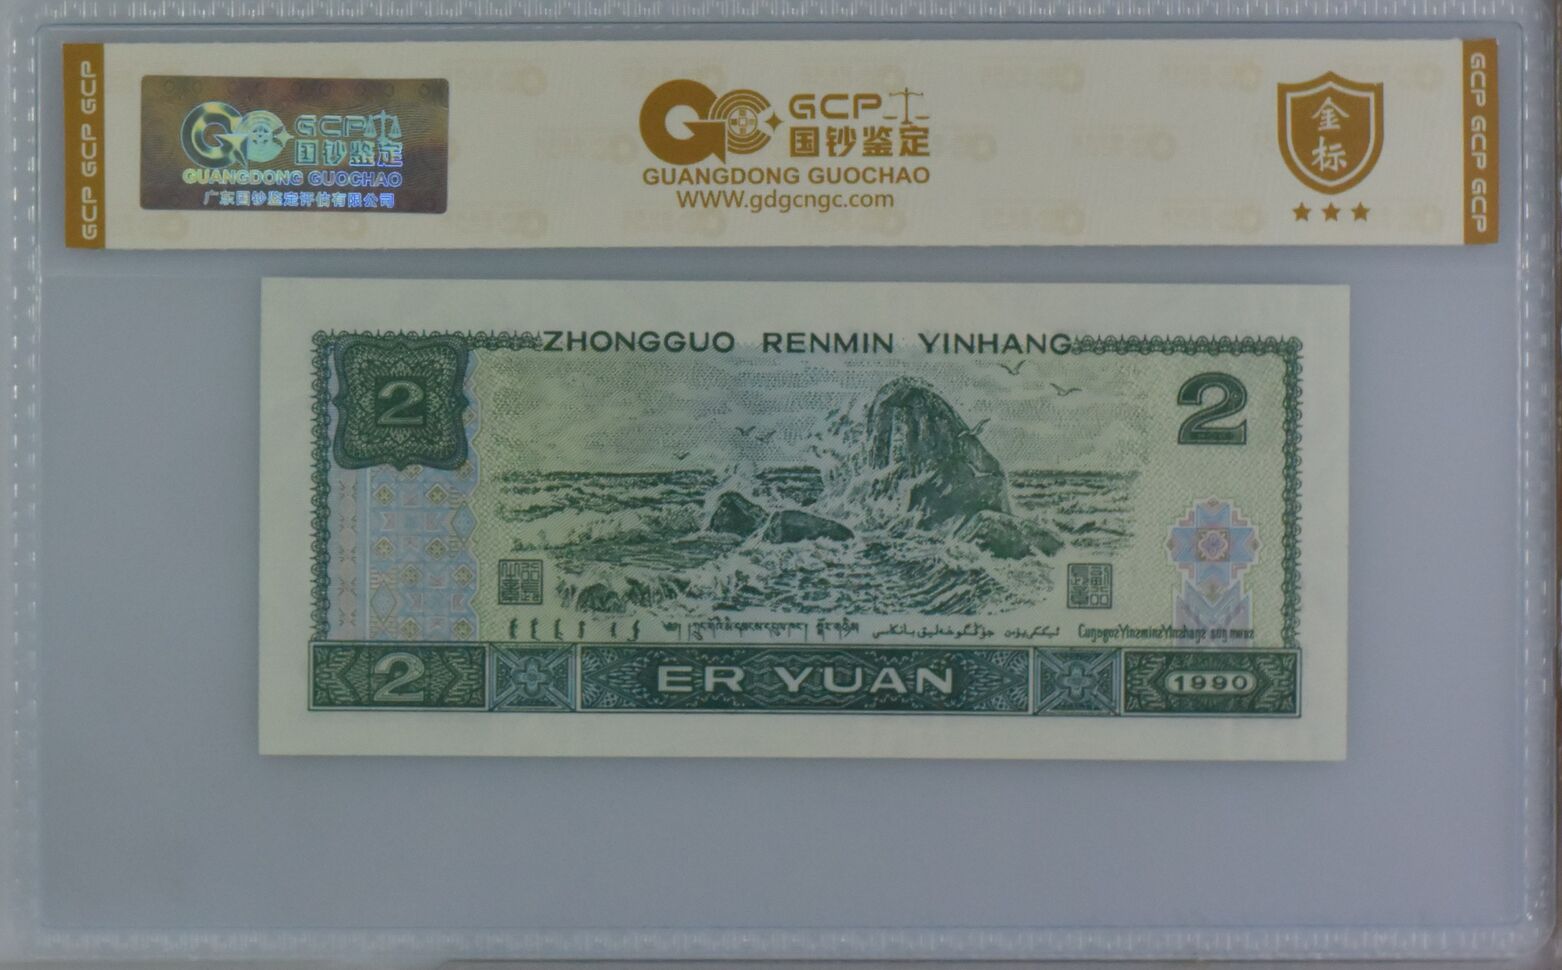 GCP GCP GCP
GCP
国钞鉴定
GUANGDONG GUOCHAO
广东国钞鉴定评估有限公司
GCP
国钞鉴定
GUANGDONG GUOCHAO
WWW.gdgcngc.com
金
标
GCP GCP GCP
ZHONGGUO RENMIN YINHANG
2
2
2
ER YUAN
1990